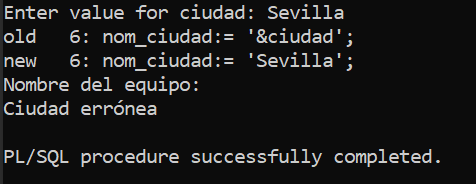 Enter value for ciudad: Sevilla
old   6: nom_ciudad:= '&ciudad';
new   6: nom_ciudad:= 'Sevilla';
Nombre del equipo:
Ciudad errónea
PL/SQL procedure successfully completed.